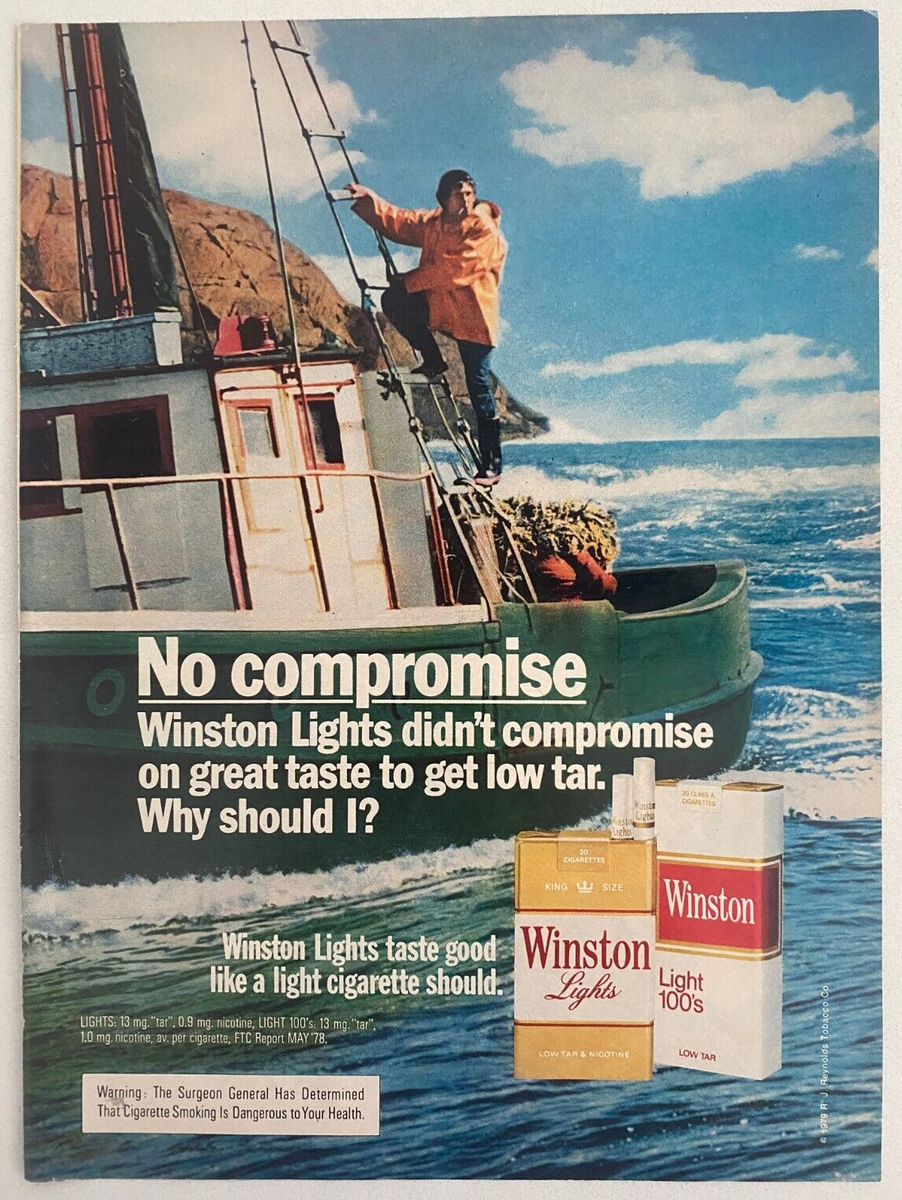 No compromise
Winston Lights didn't compromise
on great taste to get low tar.
Why should I?
Winston Lights
Winston Lights
20 CLASS A
CIGARETTES
20
CIGARETTES
KING SIZE
Winston
Lights
LOW TAR & NICOTINE
Winston
Light
100's
LOW TAR
Winston Lights taste good
like a light cigarette should.
LIGHTS: 13 mg. "tar", 0.9 mg. nicotine, LIGHT 100's: 13 mg. "tar",
1.0 mg. nicotine, av. per cigarette, FTC Report MAY '78.
Warning: The Surgeon General Has Determined
That Cigarette Smoking Is Dangerous to Your Health.
© 1979 R. J. Reynolds Tobacco Co.